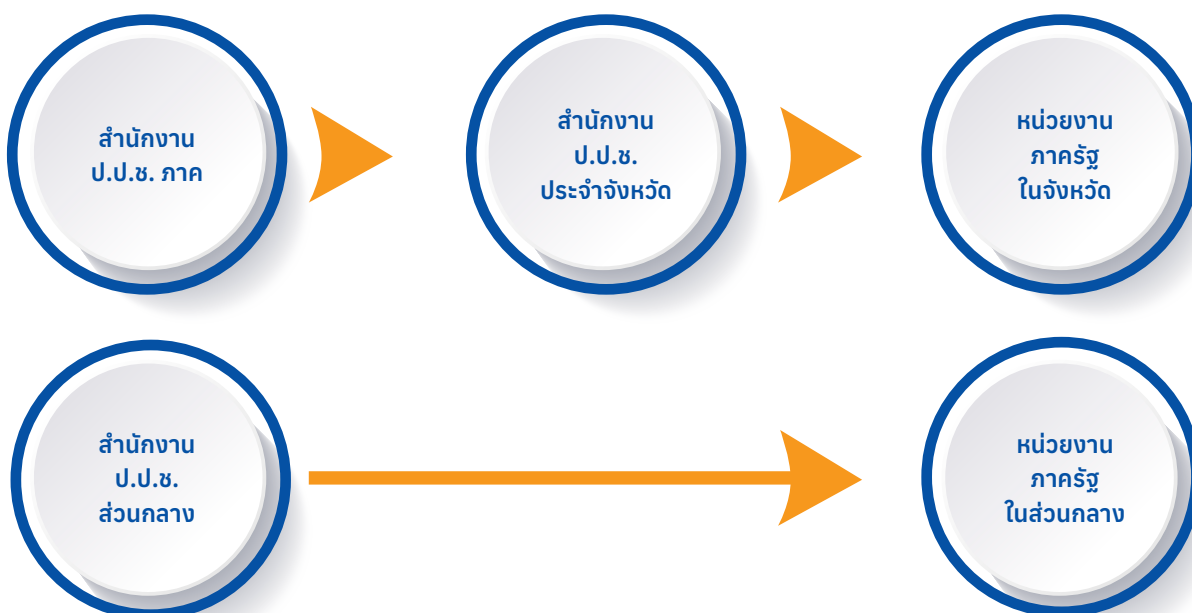 สำนักงาน
ป.ป.ช. ภาค
สำนักงาน
ป.ป.ช.
ประจำจังหวัด
หน่วยงาน
ภาครัฐ
ในจังหวัด
สำนักงาน
ป.ป.ช.
ส่วนกลาง
หน่วยงาน
ภาครัฐ
ในส่วนกลาง